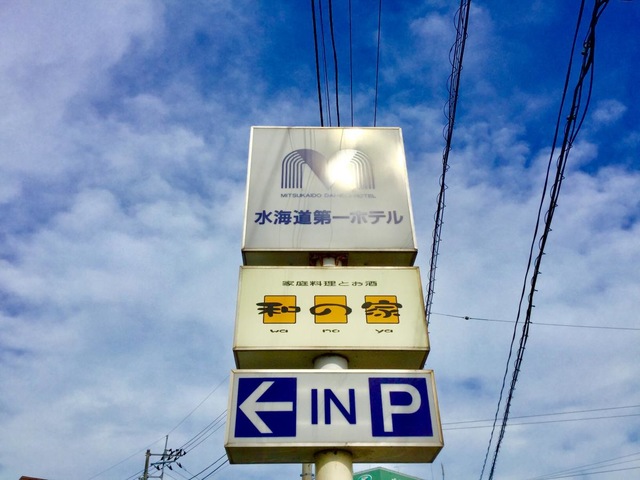 M
MITSUKAIDO DAIICHI HOTEL
水海道第一ホテル
家庭料理とお酒
和の家
wa no ya
← IN P